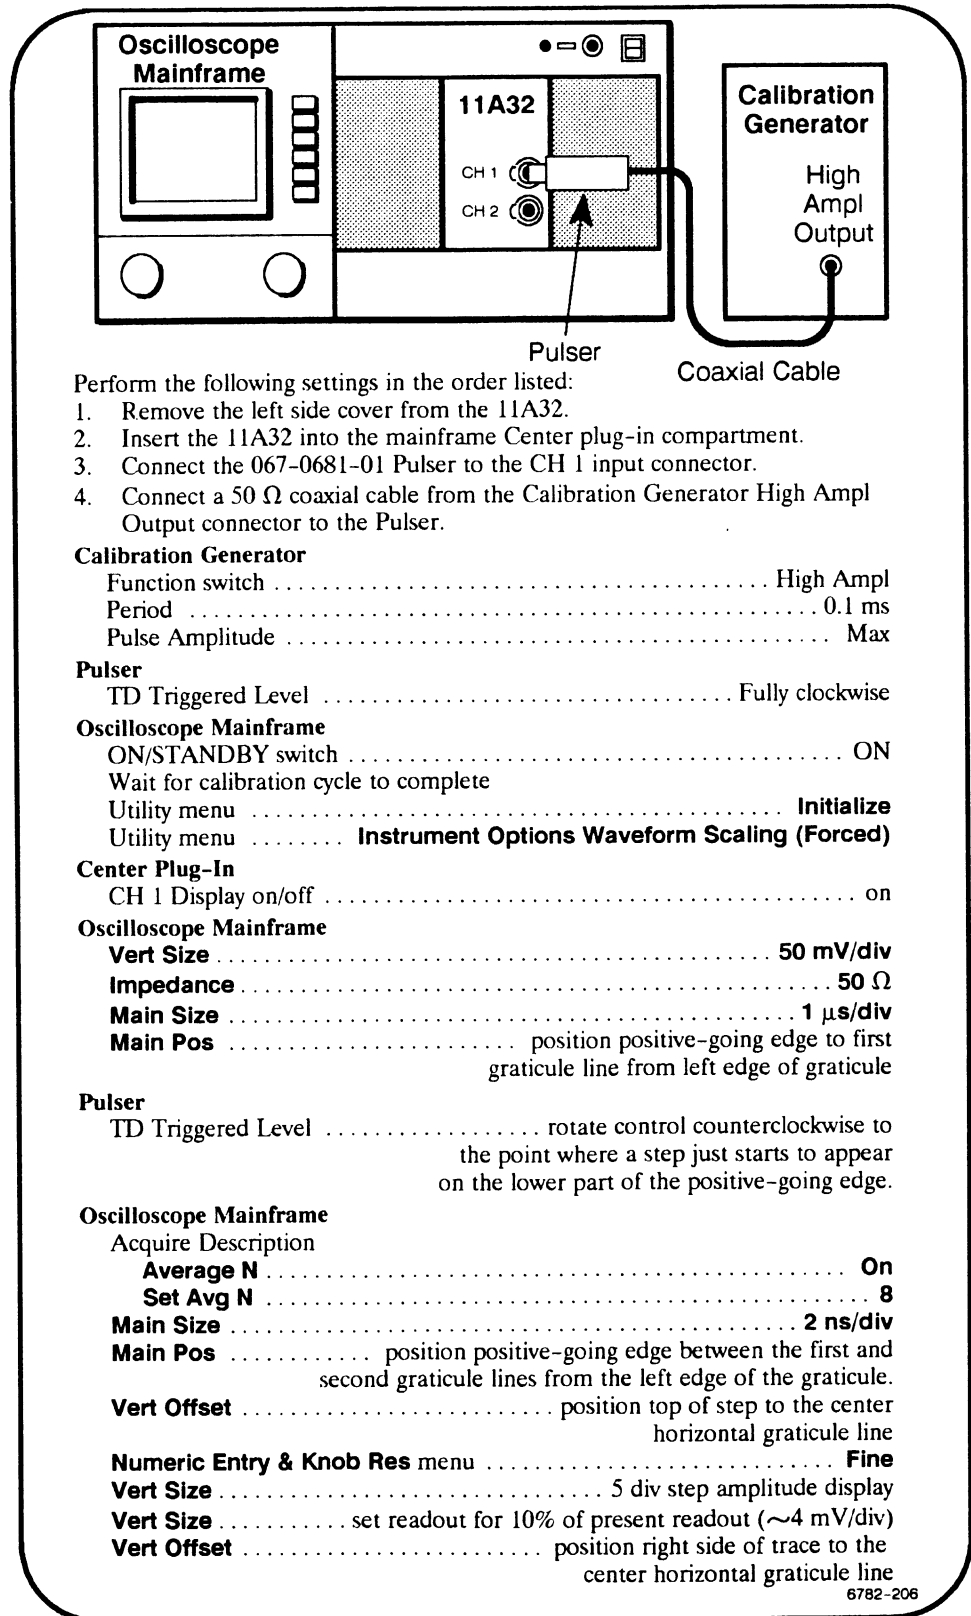 Oscilloscope
Mainframe
11A32
CH 1
CH 2
Calibration
Generator
High
Ampl
Output
Pulser
Coaxial Cable
Perform the following settings in the order listed:
1. Remove the left side cover from the 11A32.
2. Insert the 11A32 into the mainframe Center plug-in compartment.
3. Connect the 067-0681-01 Pulser to the CH 1 input connector.
4. Connect a 50 Ω coaxial cable from the Calibration Generator High Ampl
Output connector to the Pulser.
Calibration Generator
Function switch . . . . . . . . . . High Ampl
Period . . . . . . . . . . 0.1 ms
Pulse Amplitude . . . . . . . . . . Max
Pulser
TD Triggered Level . . . . . . . . . . Fully clockwise
Oscilloscope Mainframe
ON/STANDBY switch . . . . . . . . . . ON
Wait for calibration cycle to complete
Utility menu . . . . . . . . . . Initialize
Utility menu . . . . . . . . Instrument Options Waveform Scaling (Forced)
Center Plug-In
CH 1 Display on/off . . . . . . . . . . on
Oscilloscope Mainframe
Vert Size . . . . . . . . . . 50 mV/div
Impedance . . . . . . . . . . 50 Ω
Main Size . . . . . . . . . . 1 μs/div
Main Pos . . . . . . . . . . position positive-going edge to first
graticule line from left edge of graticule
Pulser
TD Triggered Level . . . . . . . . . . rotate control counterclockwise to
the point where a step just starts to appear
on the lower part of the positive-going edge.
Oscilloscope Mainframe
Acquire Description
Average N . . . . . . . . . . On
Set Avg N . . . . . . . . . . 8
Main Size . . . . . . . . . . 2 ns/div
Main Pos . . . . . . . . . . position positive-going edge between the first and
second graticule lines from the left edge of the graticule.
Vert Offset . . . . . . . . . . position top of step to the center
horizontal graticule line
Numeric Entry & Knob Res menu . . . . . . . . . . Fine
Vert Size . . . . . . . . . . 5 div step amplitude display
Vert Size . . . . . . . . . . set readout for 10% of present readout (~4 mV/div)
Vert Offset . . . . . . . . . . position right side of trace to the
center horizontal graticule line
6782-206